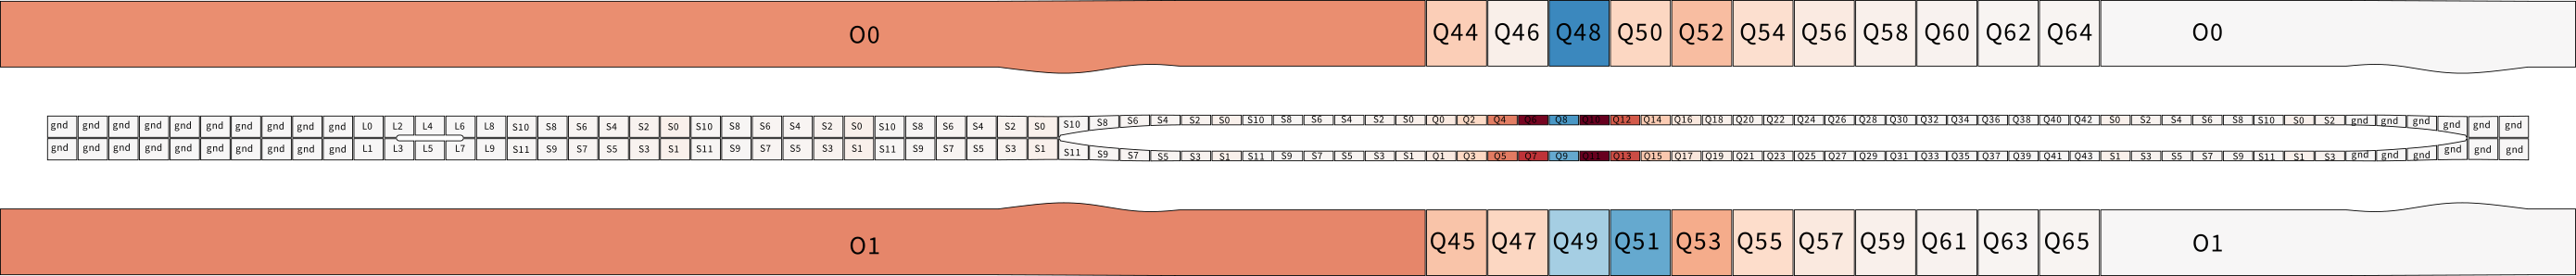 O0 Q44 Q46 Q48 Q50 Q52 Q54 Q56 Q58 Q60 Q62 Q64 O0
gnd gnd gnd gnd gnd gnd gnd gnd gnd gnd L0 L2 L4 L6 L8 S10 S8 S6 S4 S2 S0 S10 S8 S6 S4 S2 S0 S10 S8 S6 S4 S2 S0 S10 S8 S6 S4 S2 S0 S10 S8 S6 S4 S2 S0 Q0 Q2 Q4 Q6 Q8 Q10 Q12 Q14 Q16 Q18 Q20 Q22 Q24 Q26 Q28 Q30 Q32 Q34 Q36 Q38 Q40 Q42 S0 S2 S4 S6 S8 S10 S0 S2 gnd gnd gnd gnd gnd gnd
gnd gnd gnd gnd gnd gnd gnd gnd gnd gnd L1 L3 L5 L7 L9 S11 S9 S7 S5 S3 S1 S11 S9 S7 S5 S3 S1 S11 S9 S7 S5 S3 S1 S11 S9 S7 S5 S3 S1 S11 S9 S7 S5 S3 S1 Q1 Q3 Q5 Q7 Q9 Q11 Q13 Q15 Q17 Q19 Q21 Q23 Q25 Q27 Q29 Q31 Q33 Q35 Q37 Q39 Q41 Q43 S1 S3 S5 S7 S9 S11 S1 S3 gnd gnd gnd gnd gnd gnd
O1 Q45 Q47 Q49 Q51 Q53 Q55 Q57 Q59 Q61 Q63 Q65 O1